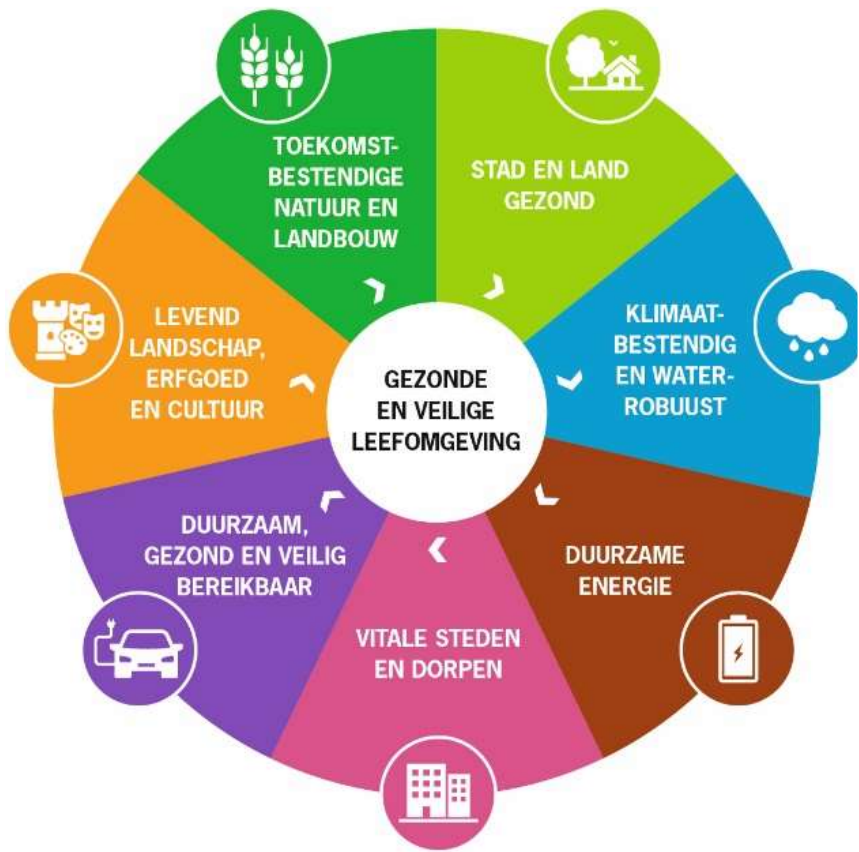 TOEKOMST-
BESTENDIGE
NATUUR EN
LANDBOUW
STAD EN LAND
GEZOND
KLIMAAT-
BESTENDIG
EN WATER-
ROBUUST
DUURZAME
ENERGIE
VITALE STEDEN
EN DORPEN
DUURZAAM,
GEZOND EN VEILIG
BEREIKBAAR
LEVEND
LANDSCHAP,
ERFGOED
EN CULTUUR
GEZONDE
EN VEILIGE
LEEFOMGEVING